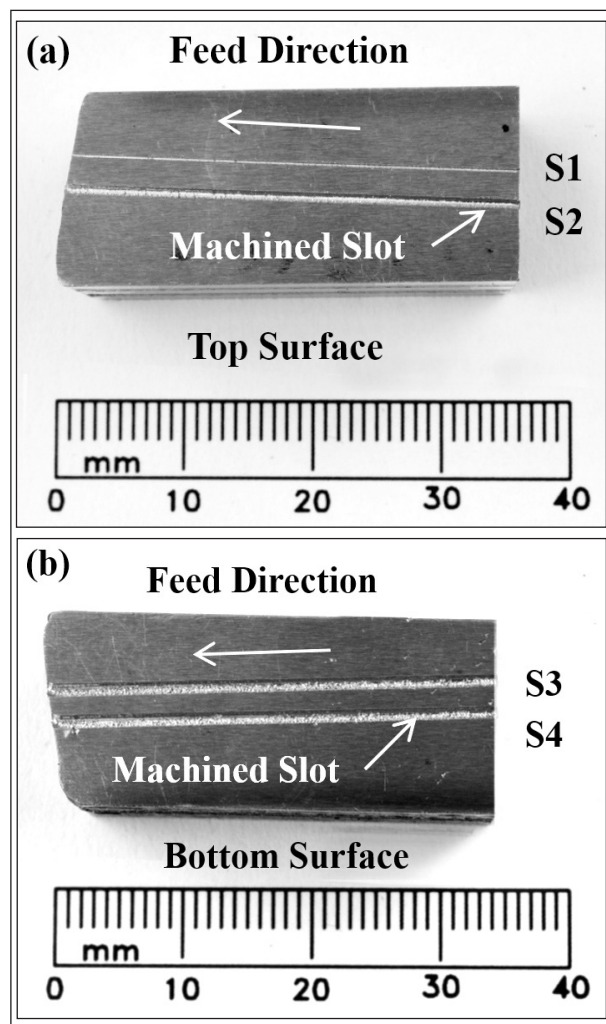 (a)
Feed Direction
S1
S2
Machined Slot
Top Surface
mm
0 10 20 30 40
(b)
Feed Direction
S3
S4
Machined Slot
Bottom Surface
mm
0 10 20 30 40